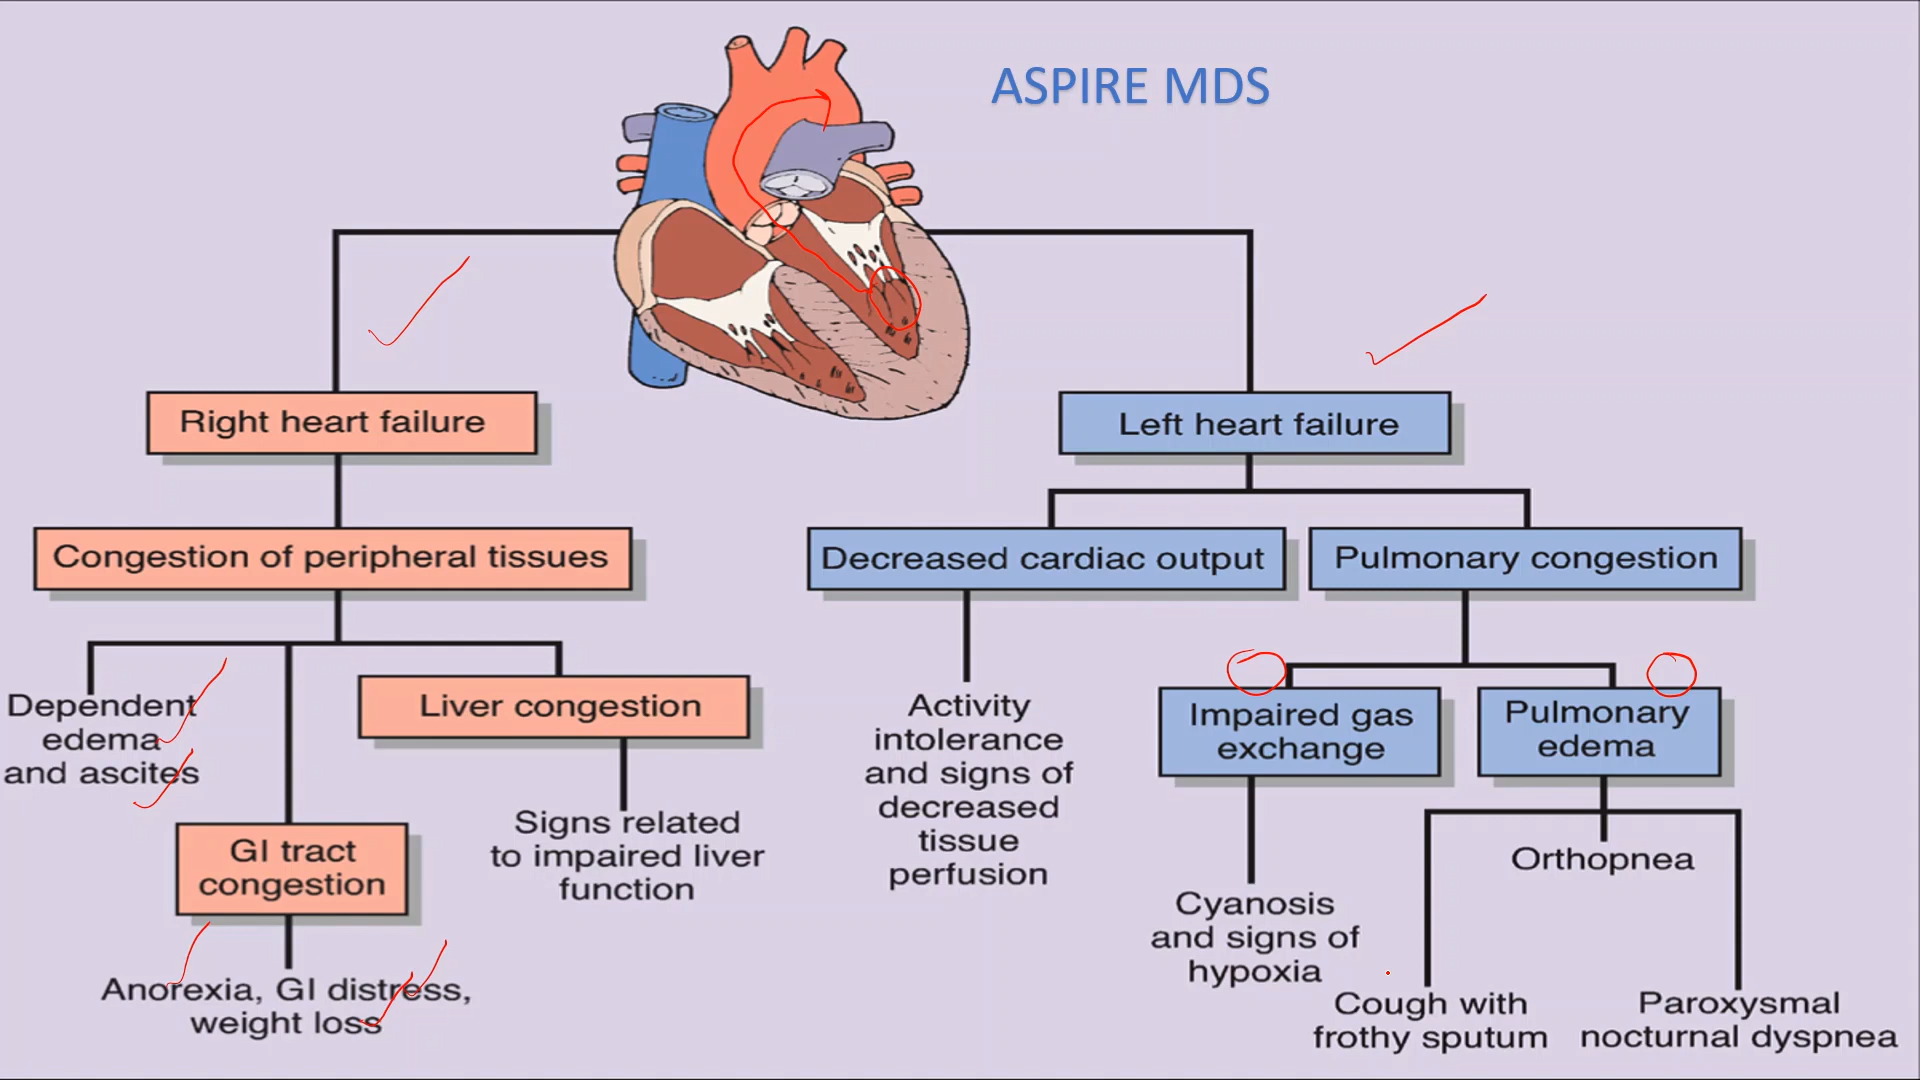 ASPIRE MDS
Right heart failure
Congestion of peripheral tissues
Dependent
edema
and ascites
GI tract
congestion
Anorexia, GI distress,
weight loss
Liver congestion
Signs related
to impaired liver
function
Left heart failure
Decreased cardiac output
Activity
intolerance
and signs of
decreased
tissue
perfusion
Pulmonary congestion
Impaired gas
exchange
Cyanosis
and signs of
hypoxia
Pulmonary
edema
Cough with
frothy sputum
Orthopnea
Paroxysmal
nocturnal dyspnea